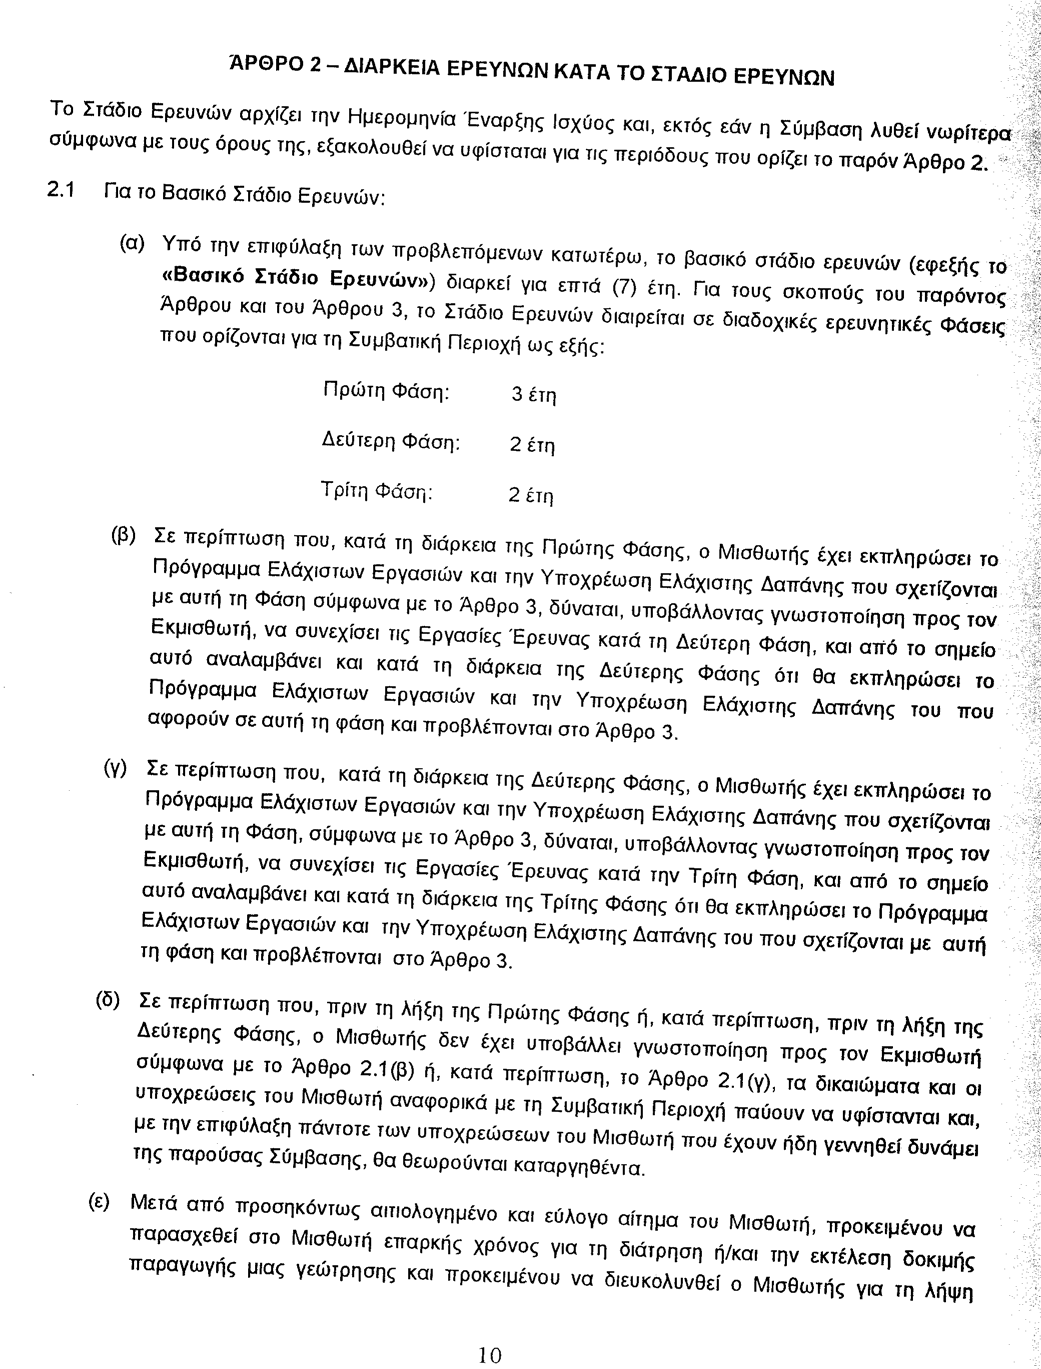 ΆΡΘΡΟ 2 – ΔΙΑΡΚΕΙΑ ΕΡΕΥΝΩΝ ΚΑΤΑ ΤΟ ΣΤΑΔΙΟ ΕΡΕΥΝΩΝ
Το Στάδιο Ερευνών αρχίζει την Ημερομηνία Έναρξης Ισχύος και, εκτός εάν η Σύμβαση λυθεί νωρίτερα
σύμφωνα με τους όρους της, εξακολουθεί να υφίσταται για τις περιόδους που ορίζει το παρόν Άρθρο 2.
2.1 Για το Βασικό Στάδιο Ερευνών:
(α) Υπό την επιφύλαξη των προβλεπόμενων κατωτέρω, το βασικό στάδιο ερευνών (εφεξής το
«Βασικό Στάδιο Ερευνών») διαρκεί για επτά (7) έτη. Για τους σκοπούς του παρόντος
Άρθρου και του Άρθρου 3, το Στάδιο Ερευνών διαιρείται σε διαδοχικές ερευνητικές Φάσεις
που ορίζονται για τη Συμβατική Περιοχή ως εξής:
Πρώτη Φάση: 3 έτη
Δεύτερη Φάση: 2 έτη
Τρίτη Φάση: 2 έτη
(β) Σε περίπτωση που, κατά τη διάρκεια της Πρώτης Φάσης, ο Μισθωτής έχει εκπληρώσει το
Πρόγραμμα Ελάχιστων Εργασιών και την Υποχρέωση Ελάχιστης Δαπάνης που σχετίζονται
με αυτή τη Φάση σύμφωνα με το Άρθρο 3, δύναται, υποβάλλοντας γνωστοποίηση προς τον
Εκμισθωτή, να συνεχίσει τις Εργασίες Έρευνας κατά τη Δεύτερη Φάση, και από το σημείο
αυτό αναλαμβάνει και κατά τη διάρκεια της Δεύτερης Φάσης ότι θα εκπληρώσει το
Πρόγραμμα Ελάχιστων Εργασιών και την Υποχρέωση Ελάχιστης Δαπάνης του που
αφορούν σε αυτή τη φάση και προβλέπονται στο Άρθρο 3.
(γ) Σε περίπτωση που, κατά τη διάρκεια της Δεύτερης Φάσης, ο Μισθωτής έχει εκπληρώσει το
Πρόγραμμα Ελάχιστων Εργασιών και την Υποχρέωση Ελάχιστης Δαπάνης που σχετίζονται
με αυτή τη Φάση, σύμφωνα με το Άρθρο 3, δύναται, υποβάλλοντας γνωστοποίηση προς τον
Εκμισθωτή, να συνεχίσει τις Εργασίες Έρευνας κατά την Τρίτη Φάση, και από το σημείο
αυτό αναλαμβάνει και κατά τη διάρκεια της Τρίτης Φάσης ότι θα εκπληρώσει το Πρόγραμμα
Ελάχιστων Εργασιών και την Υποχρέωση Ελάχιστης Δαπάνης του που σχετίζονται με αυτή
τη φάση και προβλέπονται στο Άρθρο 3.
(δ) Σε περίπτωση που, πριν τη λήξη της Πρώτης Φάσης ή, κατά περίπτωση, πριν τη λήξη της
Δεύτερης Φάσης, ο Μισθωτής δεν έχει υποβάλλει γνωστοποίηση προς τον Εκμισθωτή
σύμφωνα με το Άρθρο 2.1(β) ή, κατά περίπτωση, το Άρθρο 2.1(γ), τα δικαιώματα και οι
υποχρεώσεις του Μισθωτή αναφορικά με τη Συμβατική Περιοχή παύουν να υφίστανται και,
με την επιφύλαξη πάντοτε των υποχρεώσεων του Μισθωτή που έχουν ήδη γεννηθεί δυνάμει
της παρούσας Σύμβασης, θα θεωρούνται καταργηθέντα.
(ε) Μετά από προσηκόντως αιτιολογημένο και εύλογο αίτημα του Μισθωτή, προκειμένου να
παρασχεθεί στο Μισθωτή επαρκής χρόνος για τη διάτρηση ή/και την εκτέλεση δοκιμής
παραγωγής μιας γεώτρησης και προκειμένου να διευκολυνθεί ο Μισθωτής για τη λήψη
10